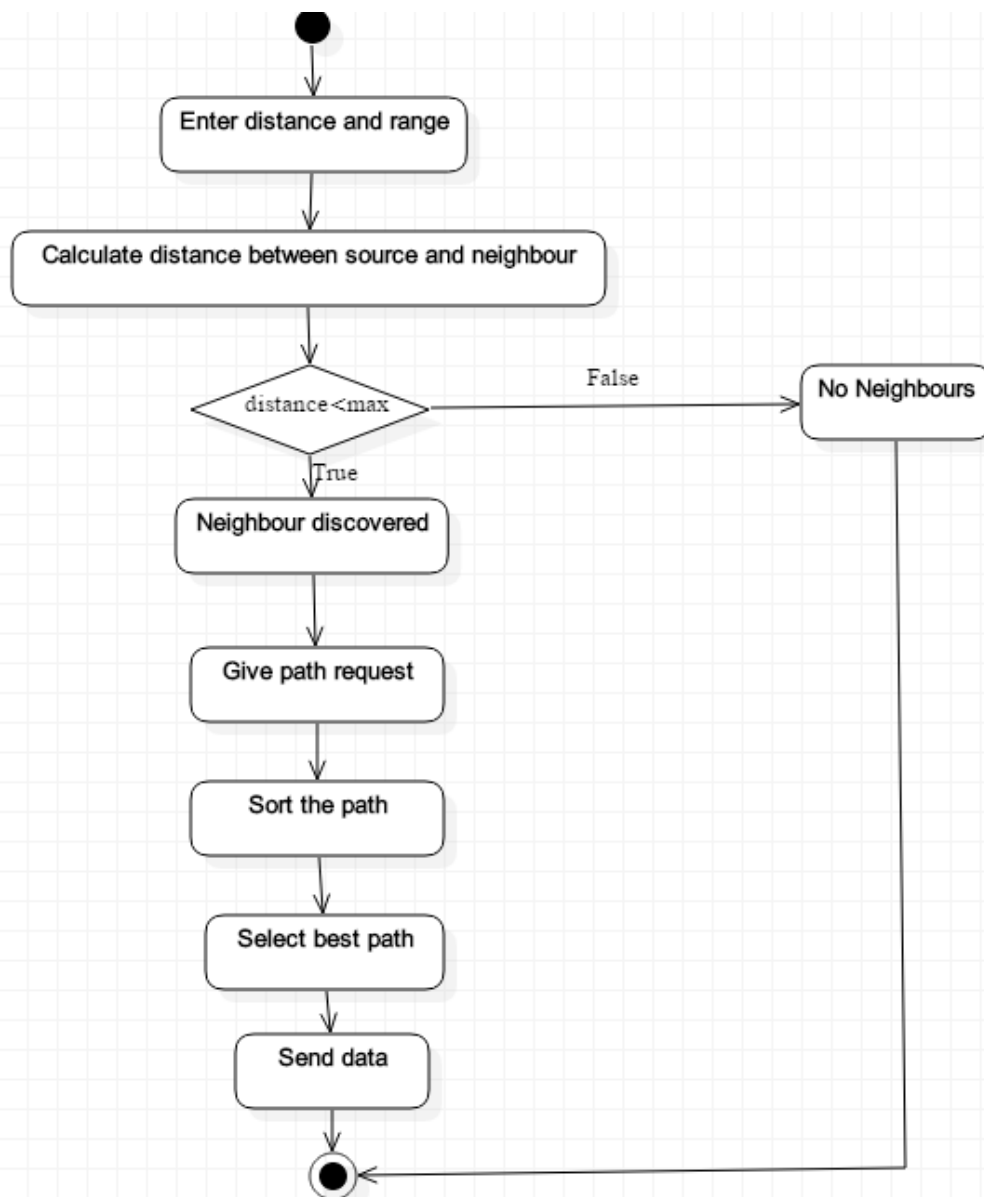 Enter distance and range
Calculate distance between source and neighbour
distance<max
False
No Neighbours
True
Neighbour discovered
Give path request
Sort the path
Select best path
Send data